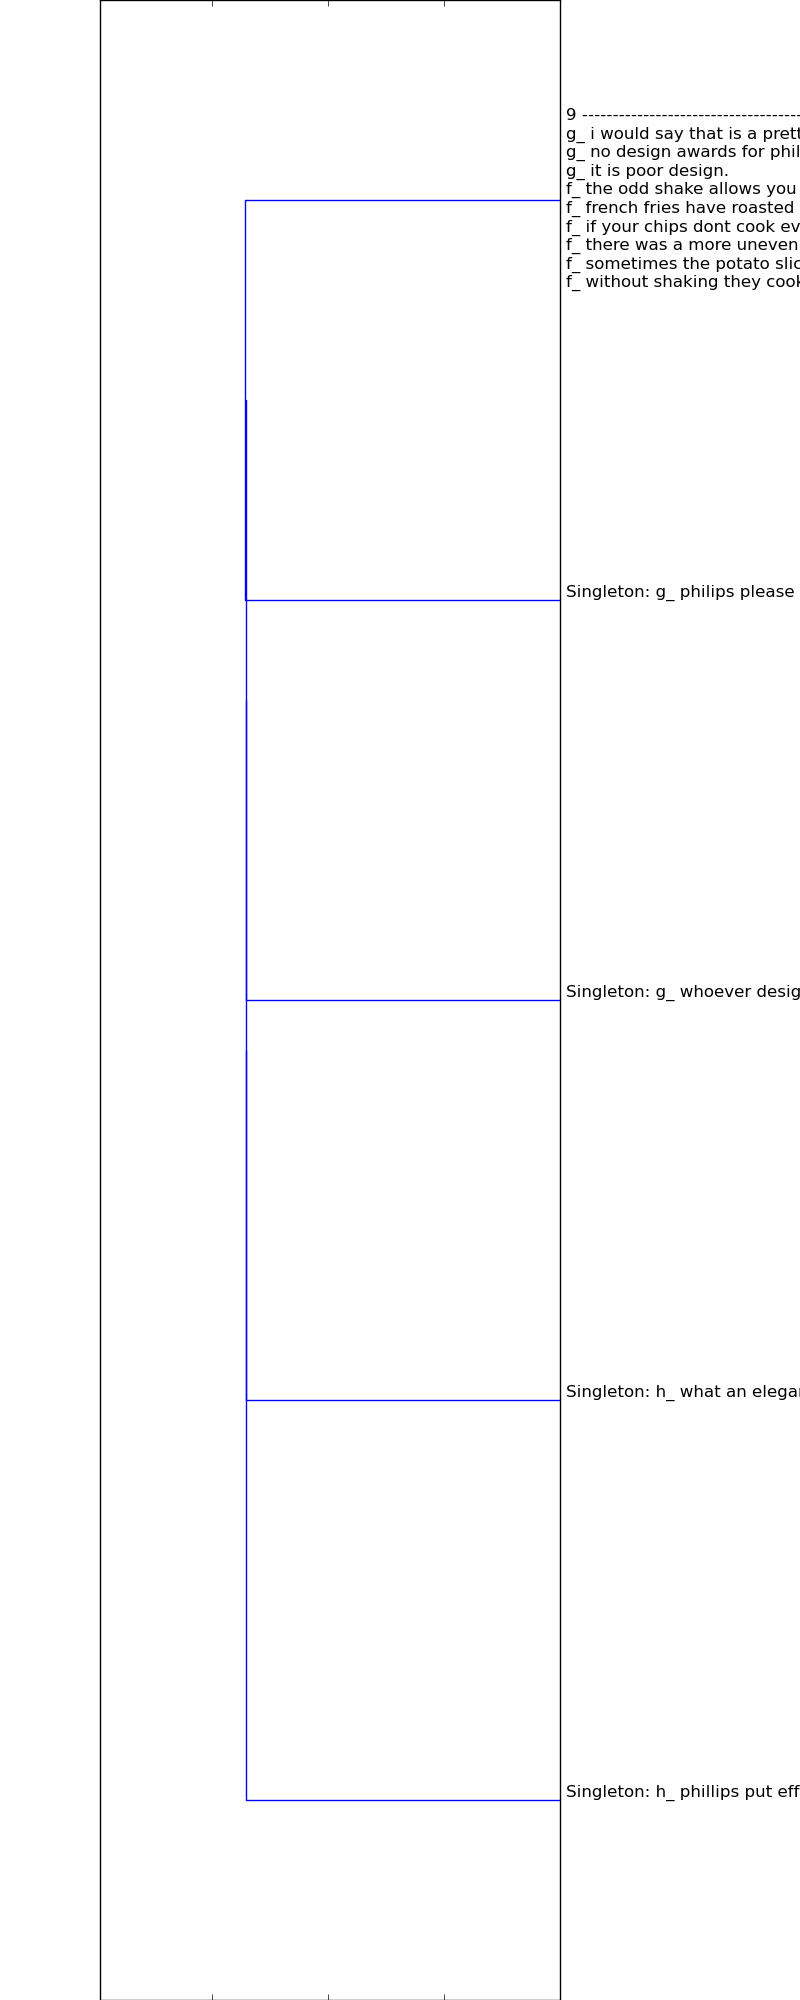 9 ------------------------------------
g_ i would say that is a prett
g_ no design awards for phil
g_ it is poor design.
f_ the odd shake allows you
f_ french fries have roasted
f_ if your chips dont cook ev
f_ there was a more uneven
f_ sometimes the potato slic
f_ without shaking they cook
Singleton: g_ philips please
Singleton: g_ whoever desig
Singleton: h_ what an elegan
Singleton: h_ phillips put eff